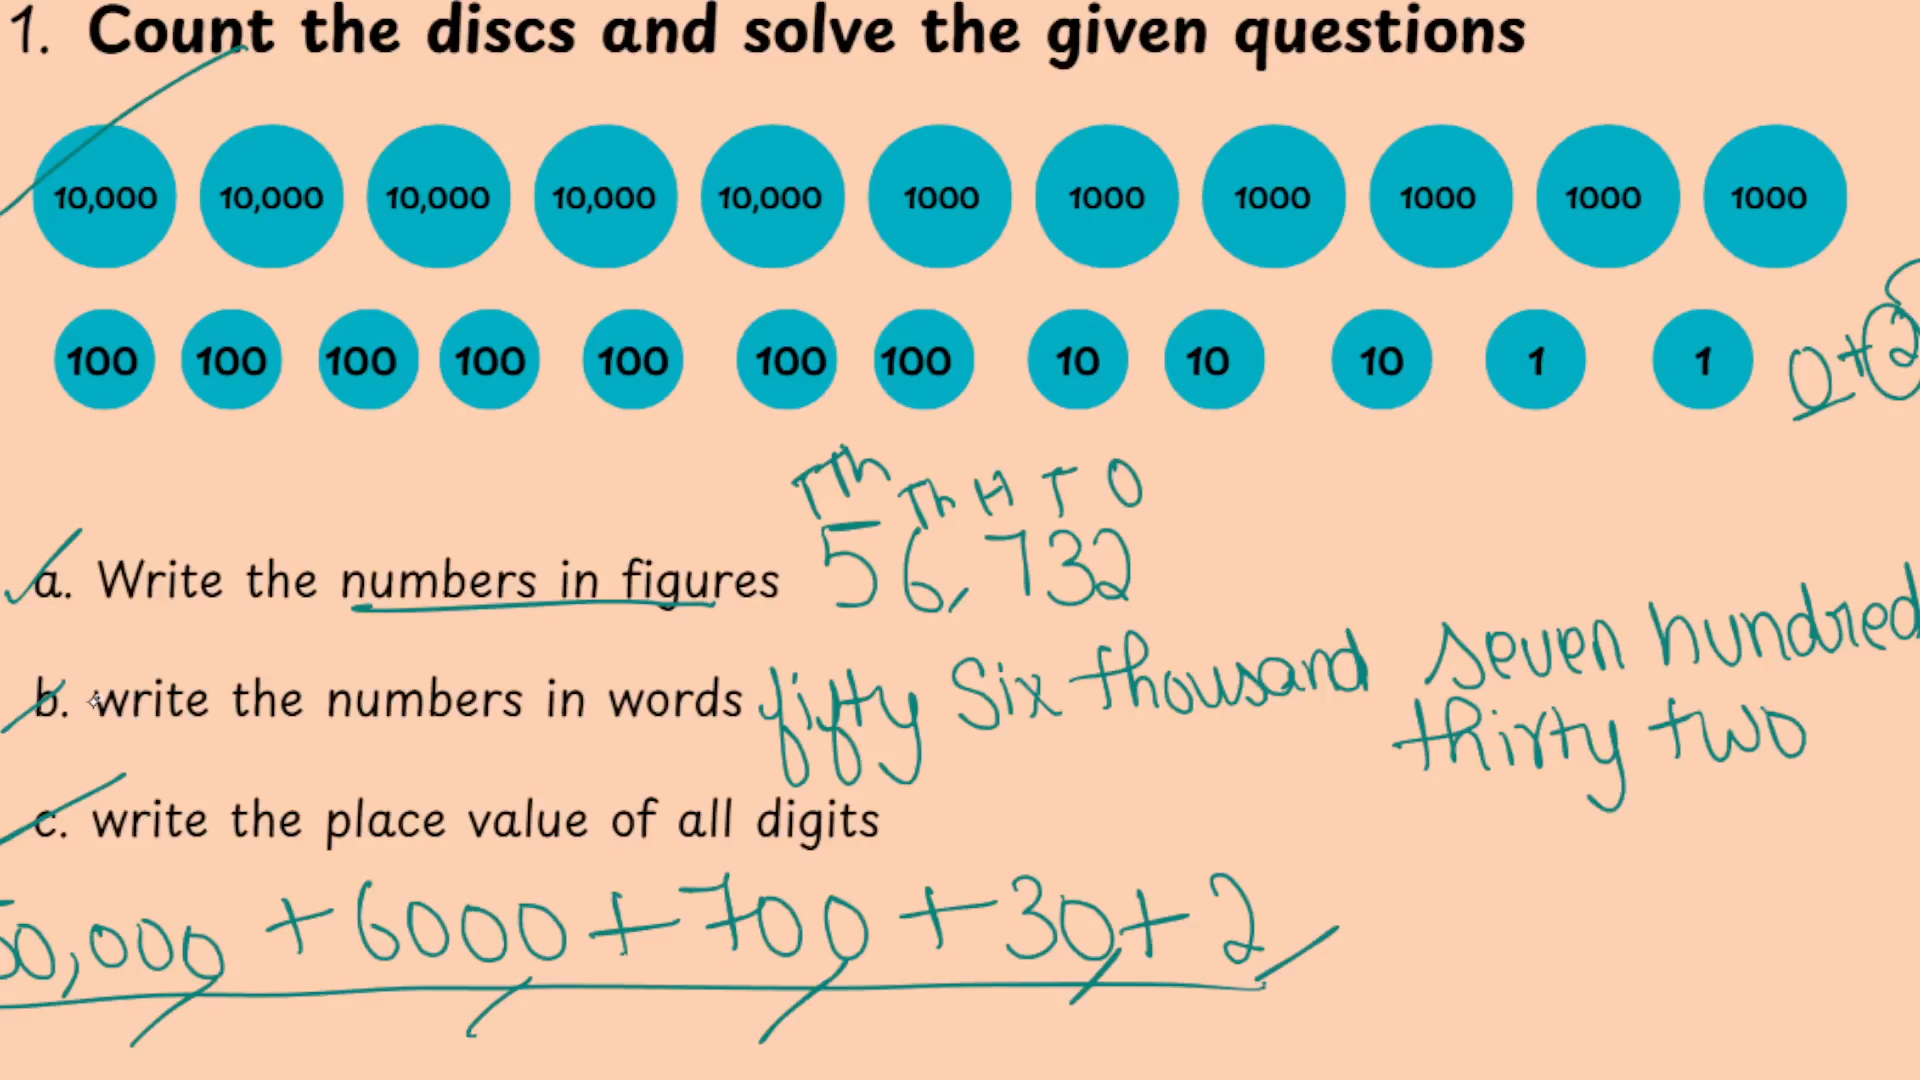 1. Count the discs and solve the given questions
10,000 10,000 10,000 10,000 10,000 1000 1000 1000 1000 1000 1000
100 100 100 100 100 100 100 10 10 10 1 1 0+2
TTh Th H T O
a. Write the numbers in figures 56,732
b. write the numbers in words fifty six thousand seven hundred
thirty two
c. write the place value of all digits
50,000 + 6000 + 700 + 30 + 2